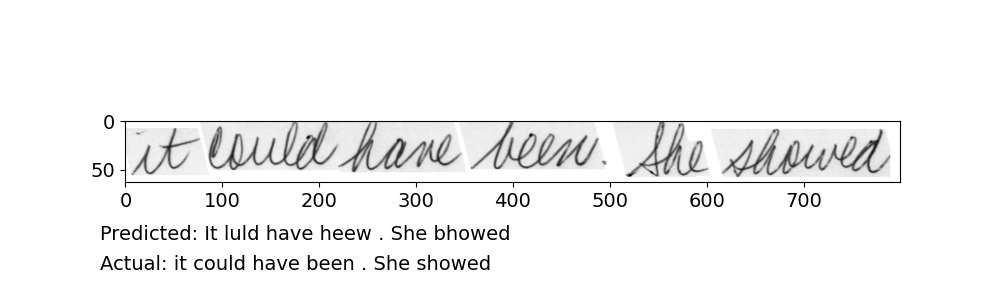 0
50
it could have been. She showed
0 100 200 300 400 500 600 700
Predicted: It luld have heew . She bhowed
Actual: it could have been . She showed